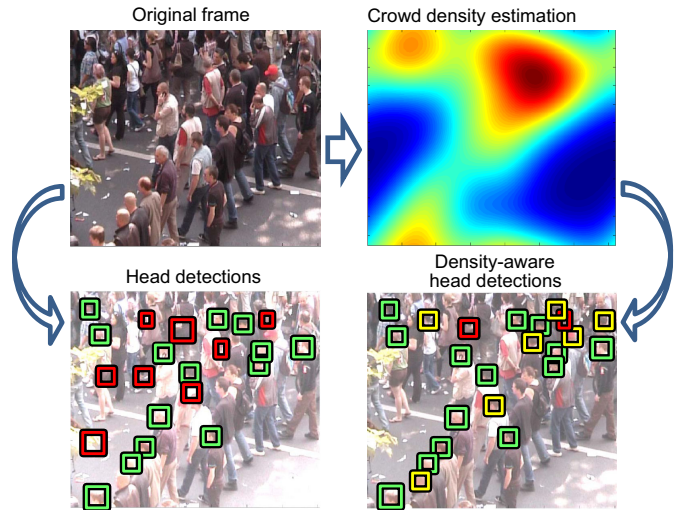 Original frame
Crowd density estimation
Head detections
Density-aware
head detections